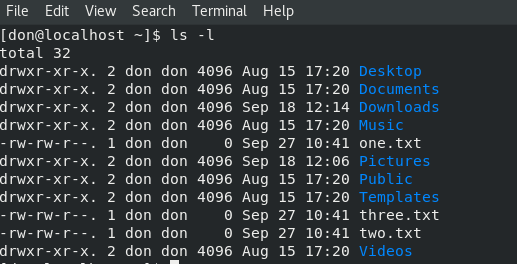 File Edit View Search Terminal Help
[don@localhost ~]$ ls -l
total 32
drwxr-xr-x. 2 don don 4096 Aug 15 17:20 Desktop
drwxr-xr-x. 2 don don 4096 Aug 15 17:20 Documents
drwxr-xr-x. 2 don don 4096 Sep 18 12:14 Downloads
drwxr-xr-x. 2 don don 4096 Aug 15 17:20 Music
-rw-rw-r--. 1 don don    0 Sep 27 10:41 one.txt
drwxr-xr-x. 2 don don 4096 Sep 18 12:06 Pictures
drwxr-xr-x. 2 don don 4096 Aug 15 17:20 Public
drwxr-xr-x. 2 don don 4096 Aug 15 17:20 Templates
-rw-rw-r--. 1 don don    0 Sep 27 10:41 three.txt
-rw-rw-r--. 1 don don    0 Sep 27 10:41 two.txt
drwxr-xr-x. 2 don don 4096 Aug 15 17:20 Videos